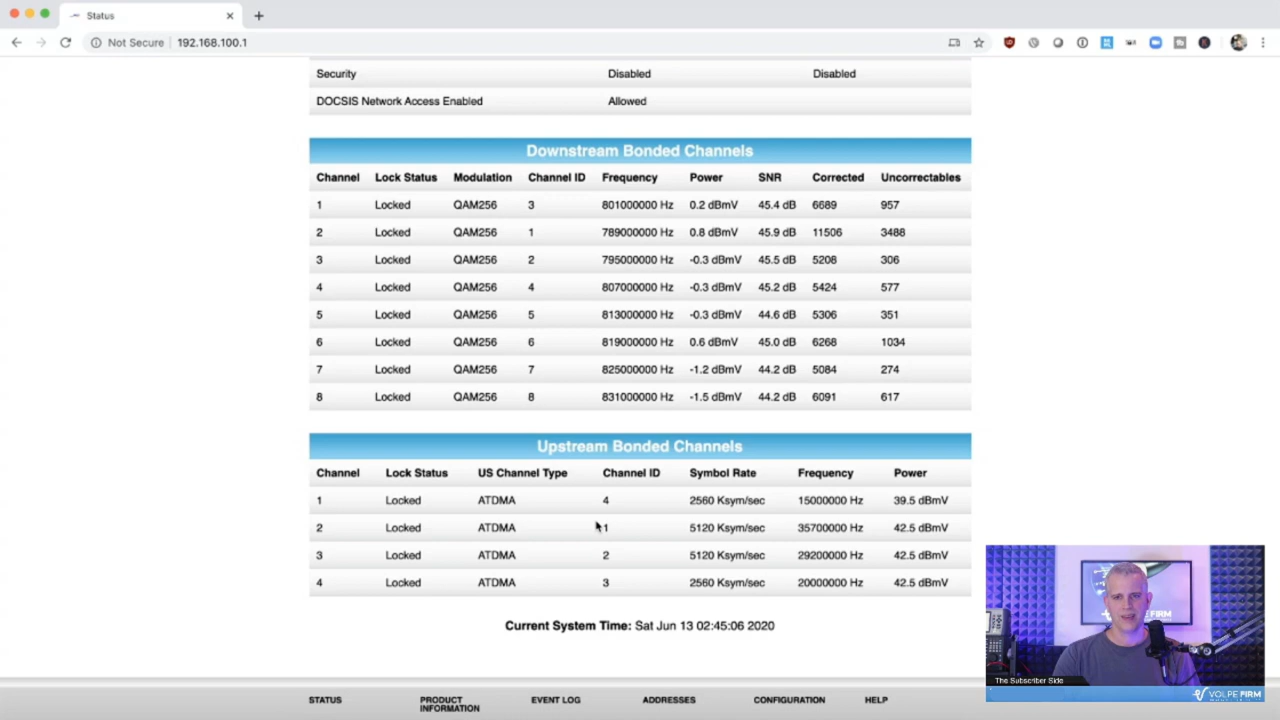 Status
Not Secure 192.168.100.1
Security Disabled Disabled
DOCSIS Network Access Enabled Allowed
Downstream Bonded Channels
Channel Lock Status Modulation Channel ID Frequency Power SNR Corrected Uncorrectables
1 Locked QAM256 3 801000000 Hz 0.2 dBmV 45.4 dB 6689 957
2 Locked QAM256 1 789000000 Hz 0.8 dBmV 45.9 dB 11506 3488
3 Locked QAM256 2 795000000 Hz -0.3 dBmV 45.5 dB 5208 306
4 Locked QAM256 4 807000000 Hz -0.3 dBmV 45.2 dB 5424 577
5 Locked QAM256 5 813000000 Hz -0.3 dBmV 44.6 dB 5306 351
6 Locked QAM256 6 819000000 Hz 0.6 dBmV 45.0 dB 6268 1034
7 Locked QAM256 7 825000000 Hz -1.2 dBmV 44.2 dB 5084 274
8 Locked QAM256 8 831000000 Hz -1.5 dBmV 44.2 dB 6091 617
Upstream Bonded Channels
Channel Lock Status US Channel Type Channel ID Symbol Rate Frequency Power
1 Locked ATDMA 4 2560 Ksym/sec 15000000 Hz 39.5 dBmV
2 Locked ATDMA 1 5120 Ksym/sec 35700000 Hz 42.5 dBmV
3 Locked ATDMA 2 5120 Ksym/sec 29200000 Hz 42.5 dBmV
4 Locked ATDMA 3 2560 Ksym/sec 20000000 Hz 42.5 dBmV
Current System Time: Sat Jun 13 02:45:06 2020
The Subscriber Side
VOLPE FIRM
STATUS PRODUCT INFORMATION EVENT LOG ADDRESSES CONFIGURATION HELP